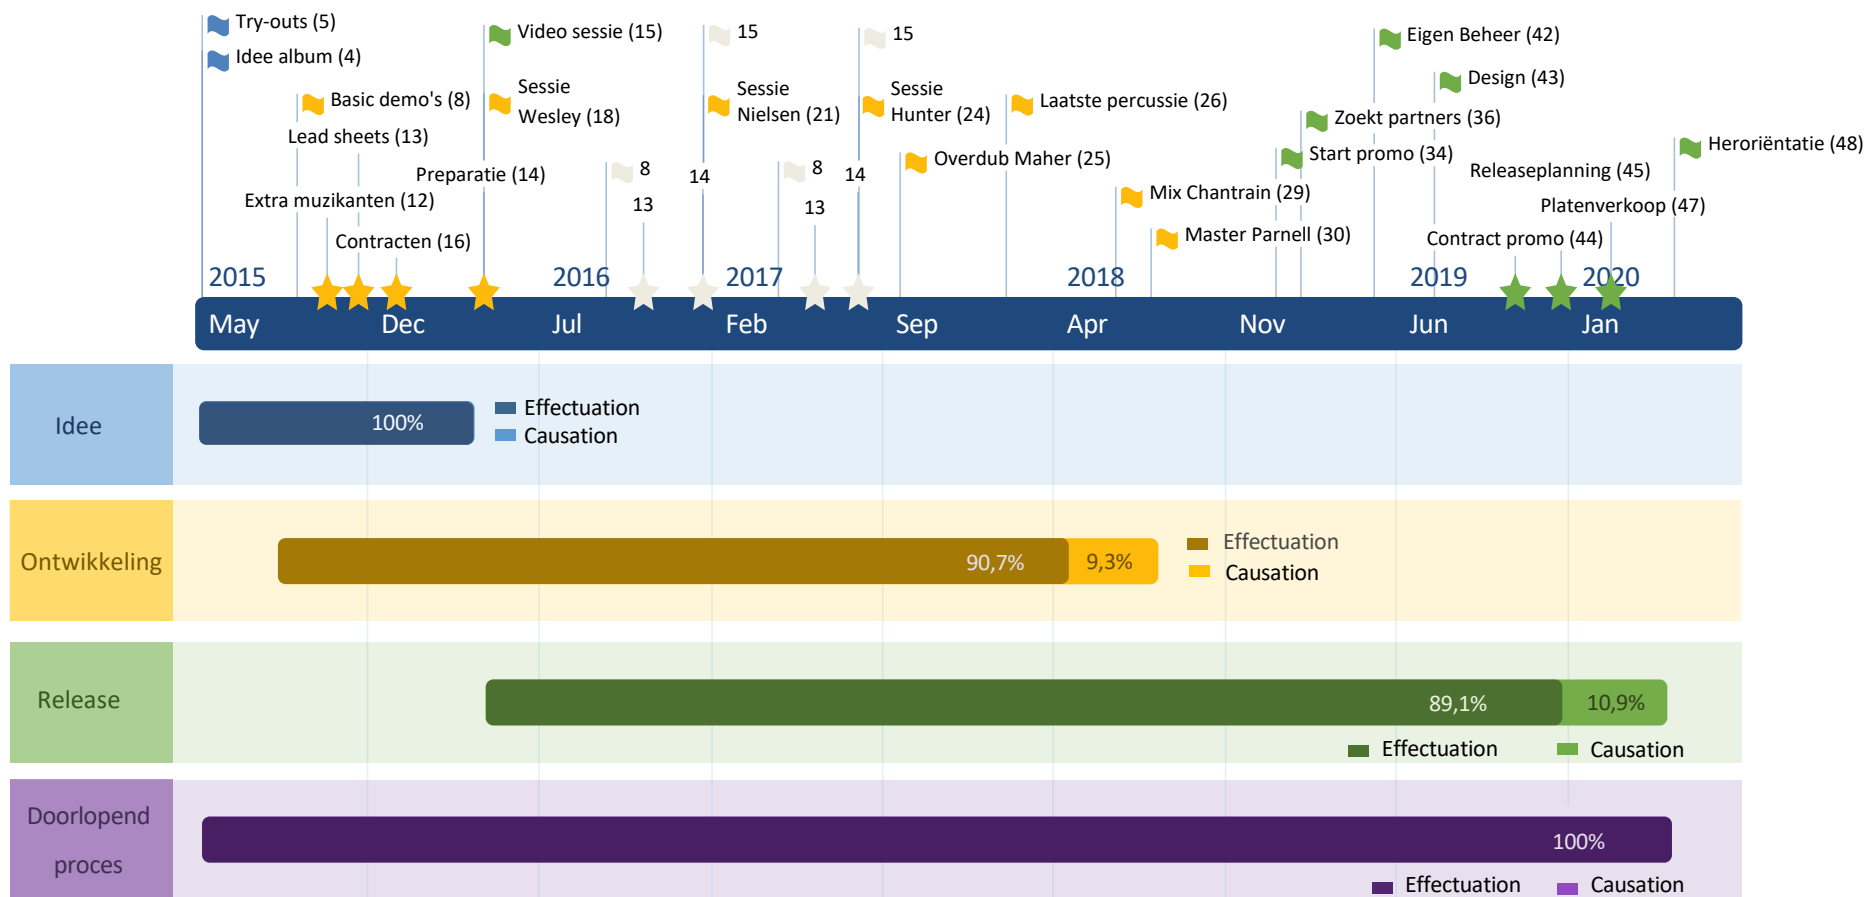 Try-outs (5)
Idee album (4)
Video sessie (15)
15
15
Eigen Beheer (42)
Design (43)
Basic demo's (8)
Sessie
Wesley (18)
Sessie
Nielsen (21)
Sessie
Hunter (24)
Laatste percussie (26)
Zoekt partners (36)
Lead sheets (13)
Overdub Maher (25)
Start promo (34)
Heroriëntatie (48)
Preparatie (14)
8
14
8
14
Releaseplanning (45)
Extra muzikanten (12)
13
13
Mix Chantrain (29)
Platenverkoop (47)
Contracten (16)
Master Parnell (30)
Contract promo (44)
2015
2016
2017
2018
2019
2020
May
Dec
Jul
Feb
Sep
Apr
Nov
Jun
Jan
Idee
100%
Effectuation
Causation
Ontwikkeling
90,7%
9,3%
Effectuation
Causation
Release
89,1%
10,9%
Effectuation
Causation
Doorlopend
proces
100%
Effectuation
Causation